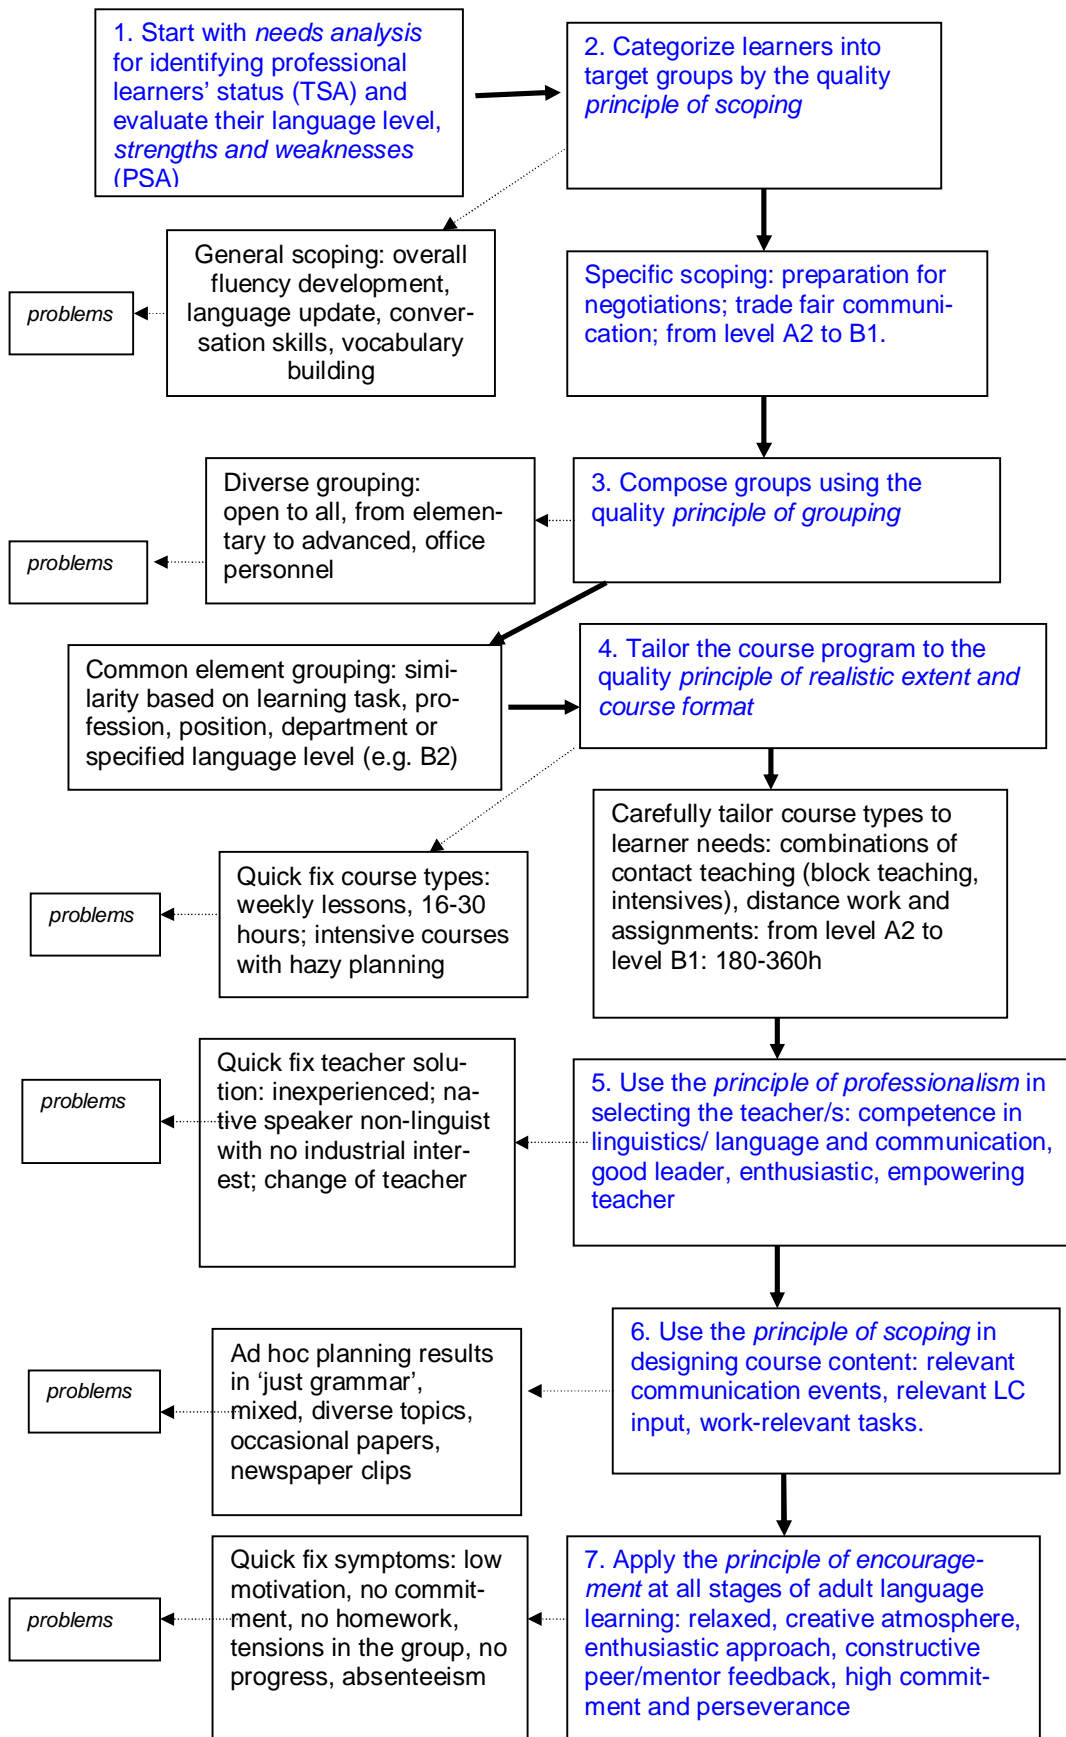 1. Start with needs analysis
for identifying professional
learners' status (TSA) and
evaluate their language level,
strengths and weaknesses
(PSA)
2. Categorize learners into
target groups by the quality
principle of scoping
General scoping: overall
fluency development,
language update, conver-
sation skills, vocabulary
building
problems
Specific scoping: preparation for
negotiations; trade fair communi-
cation; from level A2 to B1.
3. Compose groups using the
quality principle of grouping
Diverse grouping:
open to all, from elemen-
tary to advanced, office
personnel
problems
Common element grouping: simi-
larity based on learning task, pro-
fession, position, department or
specified language level (e.g. B2)
4. Tailor the course program to the
quality principle of realistic extent and
course format
Carefully tailor course types to
learner needs: combinations of
contact teaching (block teaching,
intensives), distance work and
assignments: from level A2 to
level B1: 180-360h
Quick fix course types:
weekly lessons, 16-30
hours; intensive courses
with hazy planning
problems
5. Use the principle of professionalism in
selecting the teacher/s: competence in
linguistics/ language and communication,
good leader, enthusiastic, empowering
teacher
Quick fix teacher solu-
tion: inexperienced; na-
tive speaker non-linguist
with no industrial inter-
est; change of teacher
problems
6. Use the principle of scoping in
designing course content: relevant
communication events, relevant LC
input, work-relevant tasks.
Ad hoc planning results
in 'just grammar',
mixed, diverse topics,
occasional papers,
newspaper clips
problems
7. Apply the principle of encourage-
ment at all stages of adult language
learning: relaxed, creative atmosphere,
enthusiastic approach, constructive
peer/mentor feedback, high commit-
ment and perseverance
Quick fix symptoms: low
motivation, no commit-
ment, no homework,
tensions in the group, no
progress, absenteeism
problems